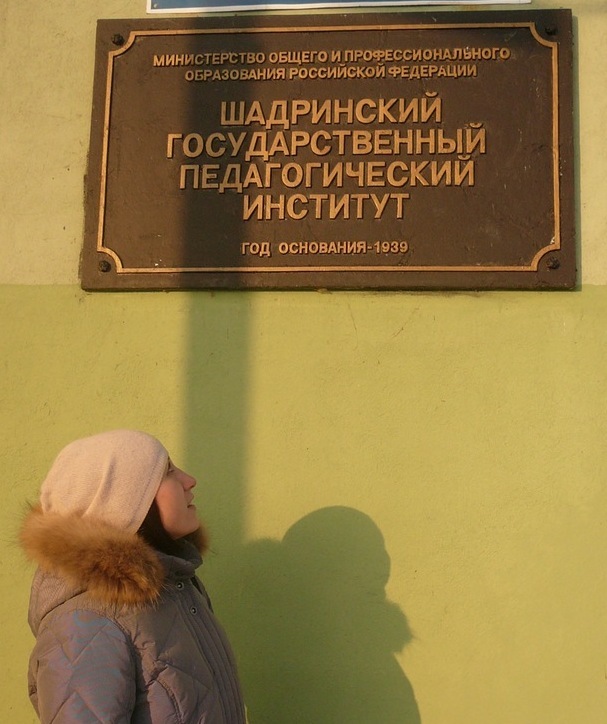 МИНИСТЕРСТВО ОБЩЕГО И ПРОФЕССИОНАЛЬНОГО
ОБРАЗОВАНИЯ РОССИЙСКОЙ ФЕДЕРАЦИИ
ШАДРИНСКИЙ
ГОСУДАРСТВЕННЫЙ
ПЕДАГОГИЧЕСКИЙ
ИНСТИТУТ
ГОД ОСНОВАНИЯ-1939